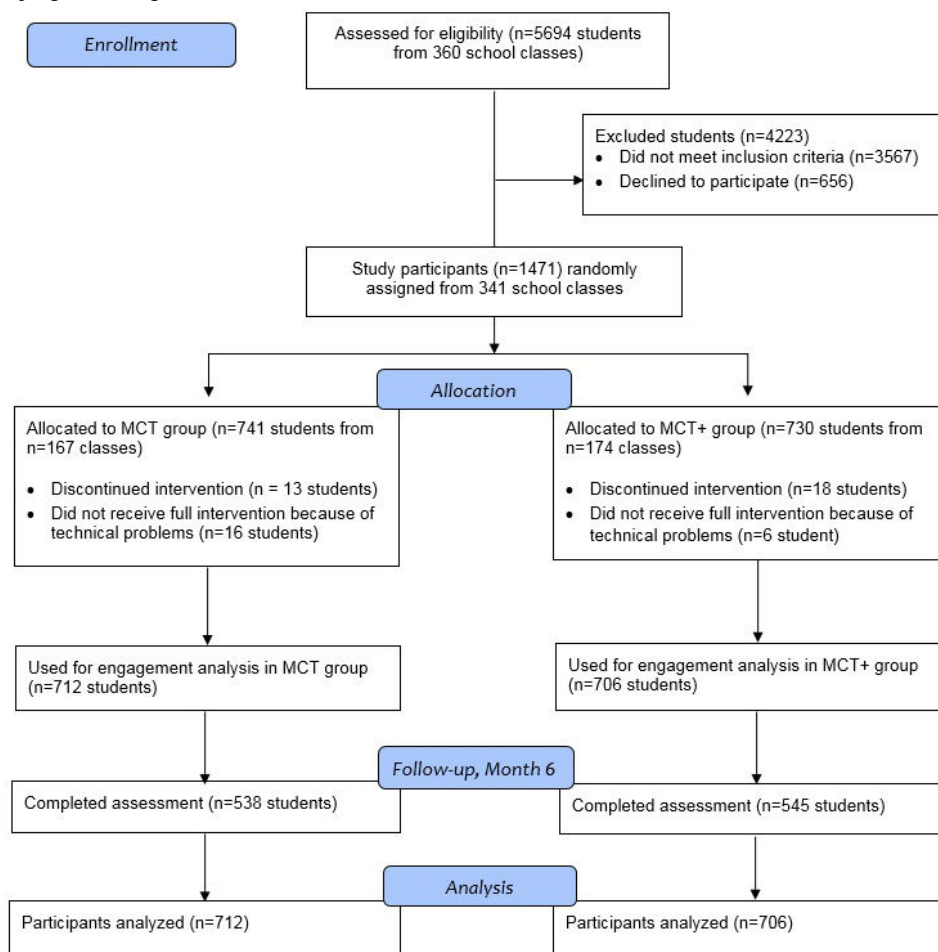 Enrollment
Assessed for eligibility (n=5694 students
from 360 school classes)
Excluded students (n=4223)
• Did not meet inclusion criteria (n=3567)
• Declined to participate (n=656)
Study participants (n=1471) randomly
assigned from 341 school classes
Allocation
Allocated to MCT group (n=741 students from
n=167 classes)
• Discontinued intervention (n = 13 students)
• Did not receive full intervention because of
technical problems (n=16 students)
Allocated to MCT+ group (n=730 students from
n=174 classes)
• Discontinued intervention (n=18 students)
• Did not receive full intervention because of
technical problems (n=6 student)
Used for engagement analysis in MCT group
(n=712 students)
Used for engagement analysis in MCT+ group
(n=706 students)
Follow-up, Month 6
Completed assessment (n=538 students)
Completed assessment (n=545 students)
Analysis
Participants analyzed (n=712)
Participants analyzed (n=706)